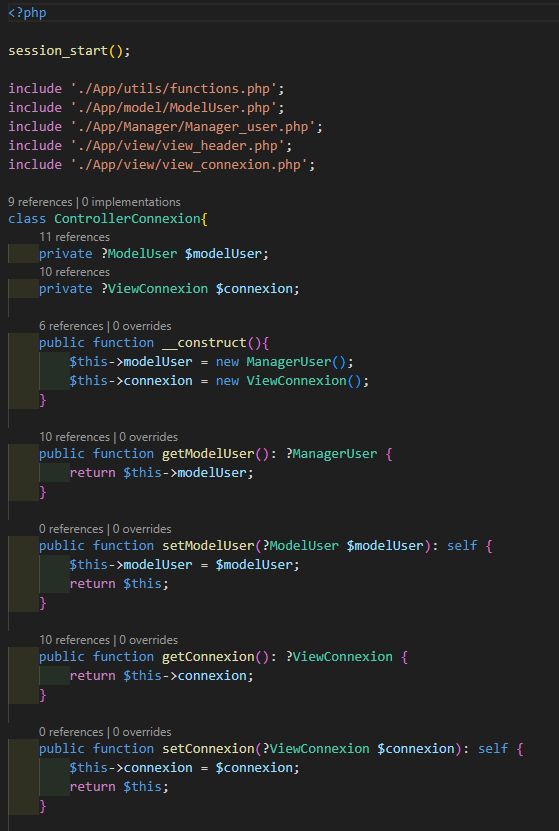 <?php
session_start();
include './App/utils/functions.php';
include './App/model/ModelUser.php';
include './App/Manager/Manager_user.php';
include './App/view/view_header.php';
include './App/view/view_connexion.php';
9 references | 0 implementations
class ControllerConnexion{
11 references
private ?ModelUser $modelUser;
10 references
private ?ViewConnexion $connexion;
6 references | 0 overrides
public function __construct(){
$this->modelUser = new ManagerUser();
$this->connexion = new ViewConnexion();
}
10 references | 0 overrides
public function getModelUser(): ?ManagerUser {
return $this->modelUser;
}
0 references | 0 overrides
public function setModelUser(?ModelUser $modelUser): self {
$this->modelUser = $modelUser;
return $this;
}
10 references | 0 overrides
public function getConnexion(): ?ViewConnexion {
return $this->connexion;
}
0 references | 0 overrides
public function setConnexion(?ViewConnexion $connexion): self {
$this->connexion = $connexion;
return $this;
}